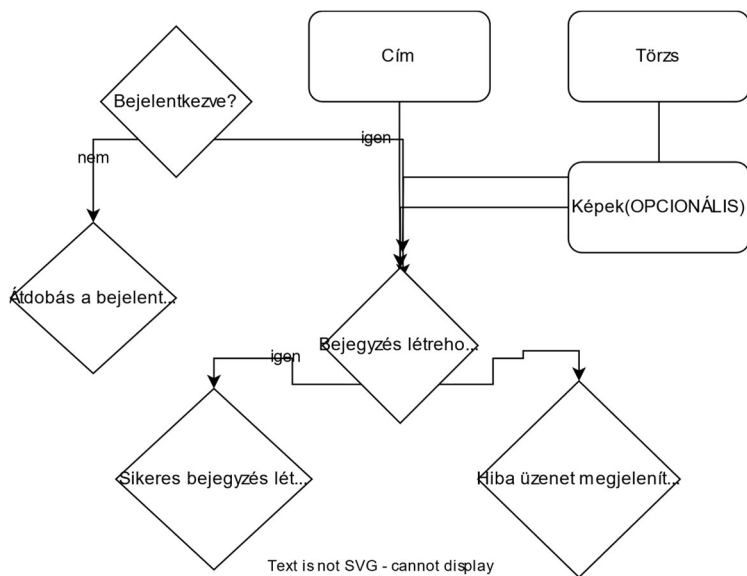 Cím
Törzs
Bejelentkezve?
igen
nem
Képek(OPCIONÁLIS)
Átdobás a bejelent...
Bejegyzés létreho...
igen
Sikeres bejegyzés lét...
Hiba üzenet megjelenít...
Text is not SVG - cannot display